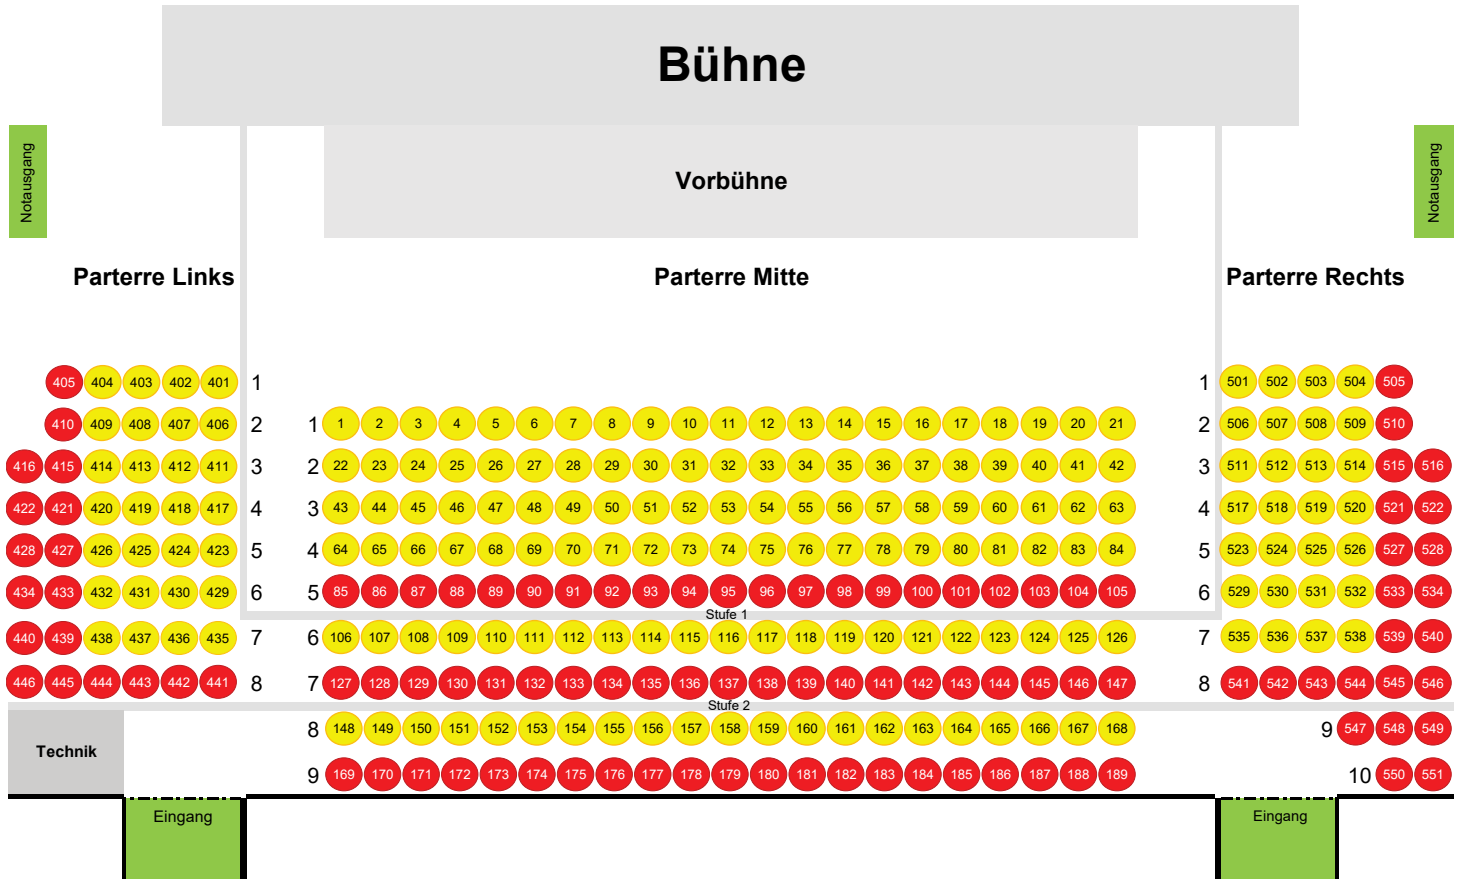 Bühne
Notausgang
Vorbühne
Notausgang
Parterre Links
Parterre Mitte
Parterre Rechts
405 404 403 402 401 1
1 501 502 503 504 505
410 409 408 407 406 2
1 1 2 3 4 5 6 7 8 9 10 11 12 13 14 15 16 17 18 19 20 21
2 506 507 508 509 510
416 415 414 413 412 411 3
2 22 23 24 25 26 27 28 29 30 31 32 33 34 35 36 37 38 39 40 41 42
3 511 512 513 514 515 516
422 421 420 419 418 417 4
3 43 44 45 46 47 48 49 50 51 52 53 54 55 56 57 58 59 60 61 62 63
4 517 518 519 520 521 522
428 427 426 425 424 423 5
4 64 65 66 67 68 69 70 71 72 73 74 75 76 77 78 79 80 81 82 83 84
5 523 524 525 526 527 528
434 433 432 431 430 429 6
5 85 86 87 88 89 90 91 92 93 94 95 96 97 98 99 100 101 102 103 104 105
6 529 530 531 532 533 534
Stufe 1
440 439 438 437 436 435 7
6 106 107 108 109 110 111 112 113 114 115 116 117 118 119 120 121 122 123 124 125 126
7 535 536 537 538 539 540
446 445 444 443 442 441 8
7 127 128 129 130 131 132 133 134 135 136 137 138 139 140 141 142 143 144 145 146 147
8 541 542 543 544 545 546
Stufe 2
8 148 149 150 151 152 153 154 155 156 157 158 159 160 161 162 163 164 165 166 167 168
9 547 548 549
Technik
9 169 170 171 172 173 174 175 176 177 178 179 180 181 182 183 184 185 186 187 188 189
10 550 551
Eingang
Eingang